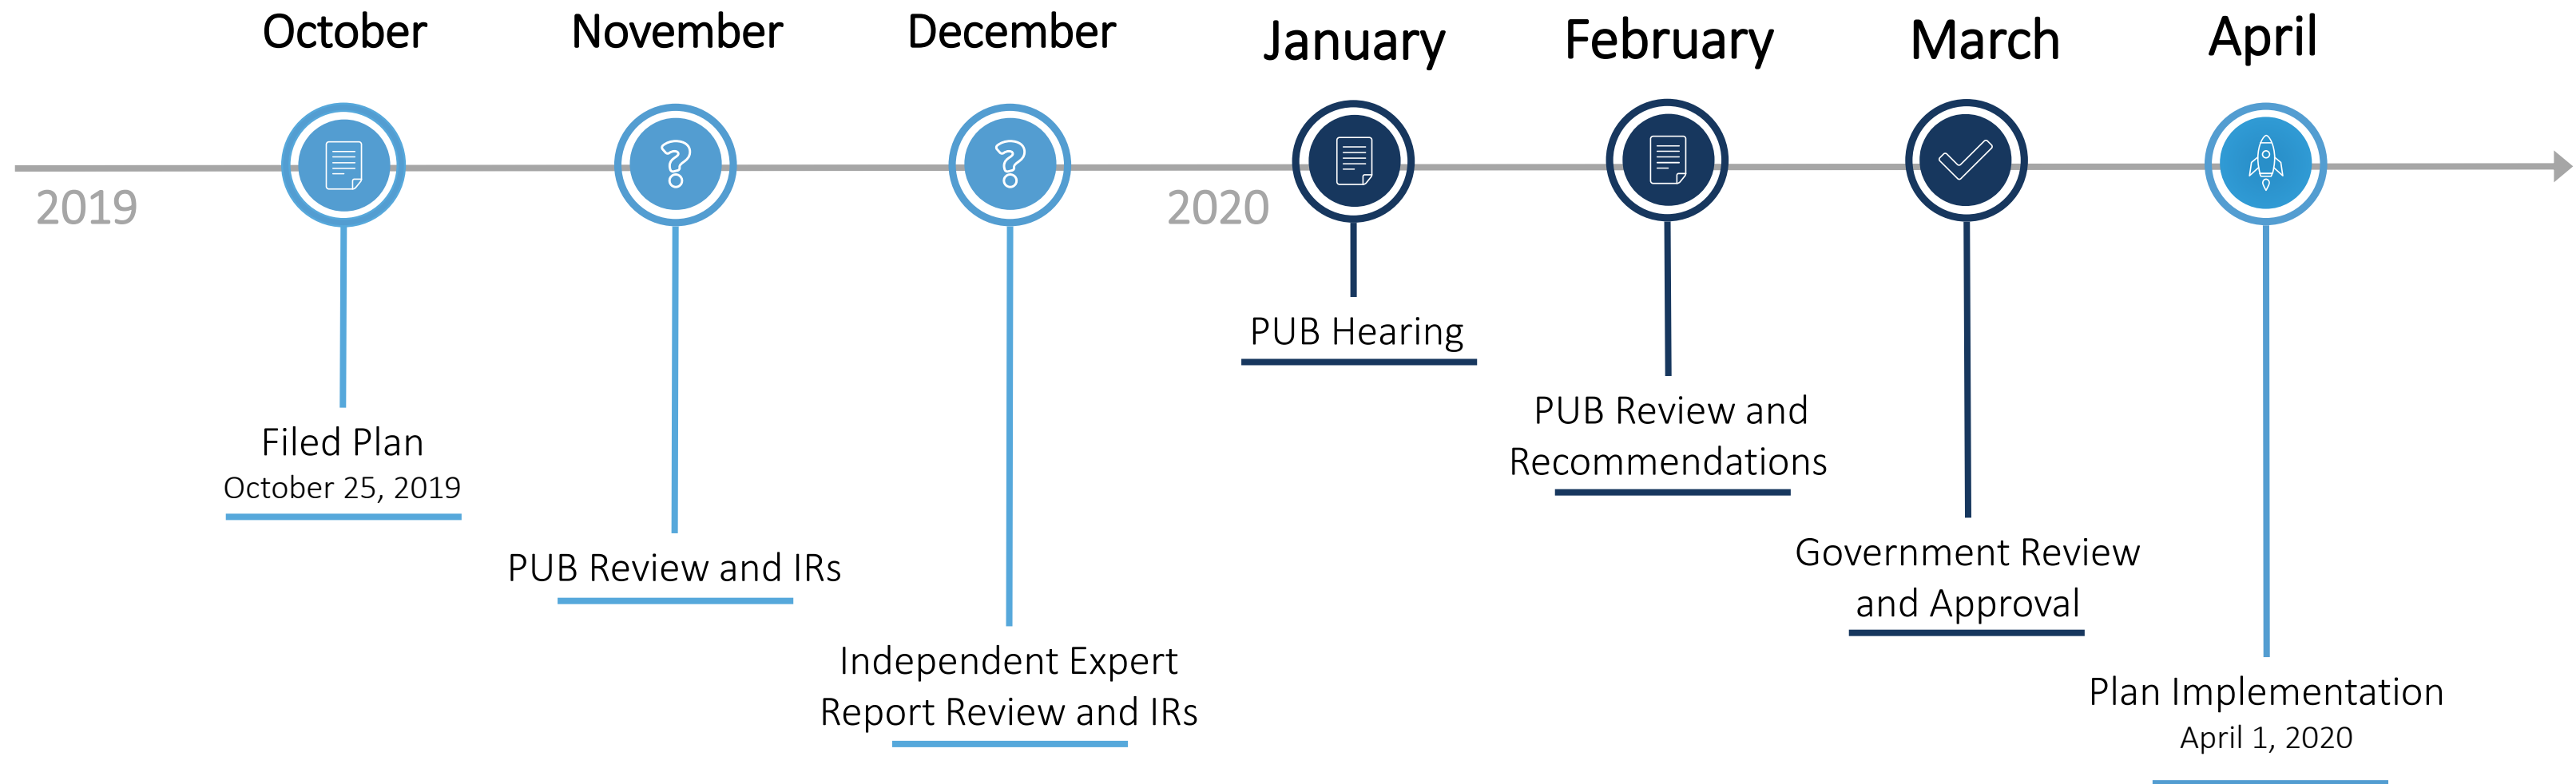 October
November
December
January
February
March
April
2019
2020
Filed Plan
October 25, 2019
PUB Review and IRs
Independent Expert
Report Review and IRs
PUB Hearing
PUB Review and
Recommendations
Government Review
and Approval
Plan Implementation
April 1, 2020